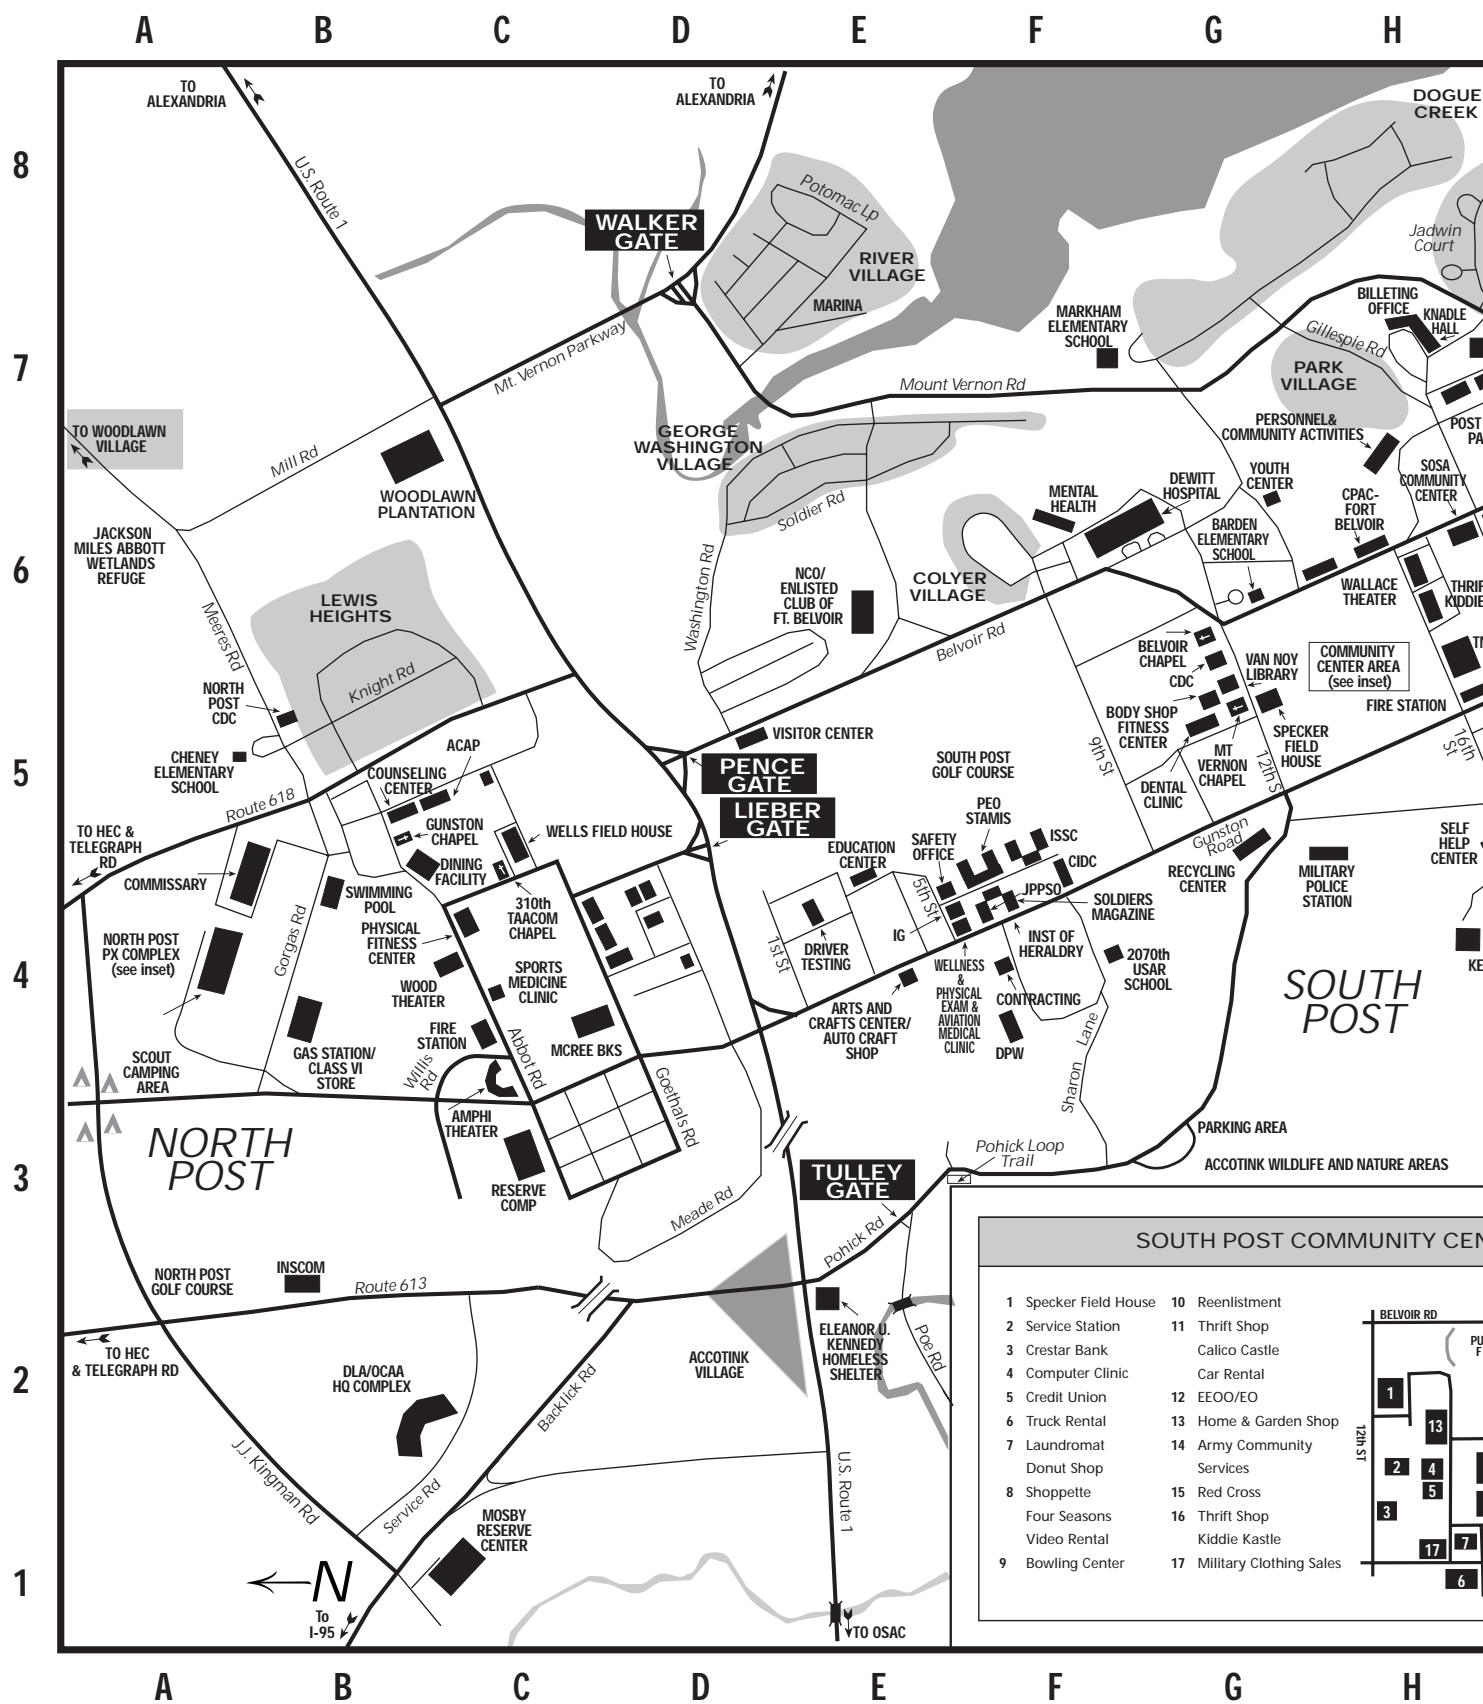 A B C D E F G H
8
7
6
5
4
3
2
1
TO
ALEXANDRIA
TO
ALEXANDRIA
U.S. Route 1
WALKER
GATE
Potomac Lp
RIVER
VILLAGE
MARINA
DOGUE
CREEK
Jadwin
Court
MARKHAM
ELEMENTARY
SCHOOL
BILLETING
OFFICE
KNADLE
HALL
Gillespie Rd
PARK
VILLAGE
Mt. Vernon Parkway
Mount Vernon Rd
TO WOODLAWN
VILLAGE
Mill Rd
WOODLAWN
PLANTATION
GEORGE
WASHINGTON
VILLAGE
Soldier Rd
PERSONNEL&
COMMUNITY ACTIVITIES
POST
PA
SOSA
COMMUNITY
CENTER
YOUTH
CENTER
CPAC-
FORT
BELVOIR
DEWITT
HOSPITAL
MENTAL
HEALTH
BARDEN
ELEMENTARY
SCHOOL
JACKSON
MILES ABBOTT
WETLANDS
REFUGE
LEWIS
HEIGHTS
Meeres Rd
Knight Rd
Washington Rd
NCO/
ENLISTED
CLUB OF
FT. BELVOIR
COLYER
VILLAGE
Belvoir Rd
WALLACE
THEATER
THRIF
KIDDIE
BELVOIR
CHAPEL
CDC
VAN NOY
LIBRARY
COMMUNITY
CENTER AREA
(see inset)
FIRE STATION
BODY SHOP
FITNESS
CENTER
SPECKER
FIELD
HOUSE
MT
VERNON
CHAPEL
DENTAL
CLINIC
9th St
12th S
16th
St
NORTH
POST
CDC
CHENEY
ELEMENTARY
SCHOOL
ACAP
COUNSELING
CENTER
Route 618
VISITOR CENTER
PENCE
GATE
LIEBER
GATE
SOUTH POST
GOLF COURSE
PEO
STAMIS
ISSC
CIDC
SAFETY
OFFICE
EDUCATION
CENTER
JPPSO
SOLDIERS
MAGAZINE
Gunston
Road
RECYCLING
CENTER
MILITARY
POLICE
STATION
SELF
HELP
CENTER
TO HEC &
TELEGRAPH
RD
COMMISSARY
GUNSTON
CHAPEL
DINING
FACILITY
WELLS FIELD HOUSE
SWIMMING
POOL
310th
TAACOM
CHAPEL
PHYSICAL
FITNESS
CENTER
NORTH POST
PX COMPLEX
(see inset)
Gorgas Rd
WOOD
THEATER
SPORTS
MEDICINE
CLINIC
1st St
5th St
DRIVER
TESTING
IG
INST OF
HERALDRY
2070th
USAR
SCHOOL
WELLNESS
&
PHYSICAL
EXAM &
AVIATION
MEDICAL
CLINIC
CONTRACTING
DPW
ARTS AND
CRAFTS CENTER/
AUTO CRAFT
SHOP
SOUTH
POST
KE
FIRE
STATION
Abbot Rd
MCREE BKS
GAS STATION/
CLASS VI
STORE
Willis
Rd
SCOUT
CAMPING
AREA
AMPHI
THEATER
Goethals Rd
Sharon Lane
NORTH
POST
RESERVE
COMP
Meade Rd
TULLEY
GATE
Pohick Rd
Pohick Loop
Trail
PARKING AREA
ACCOTINK WILDLIFE AND NATURE AREAS
NORTH POST
GOLF COURSE
INSCOM
Route 613
TO HEC
& TELEGRAPH RD
DLA/OCAA
HQ COMPLEX
ACCOTINK
VILLAGE
ELEANOR U.
KENNEDY
HOMELESS
SHELTER
Poe Rd
Backlick Rd
J.J. Kingman Rd
Service Rd
MOSBY
RESERVE
CENTER
U.S. Route 1
N
To
I-95
TO OSAC
SOUTH POST COMMUNITY CEN
1 Specker Field House
2 Service Station
3 Crestar Bank
4 Computer Clinic
5 Credit Union
6 Truck Rental
7 Laundromat
Donut Shop
8 Shoppette
Four Seasons
Video Rental
9 Bowling Center
10 Reenlistment
11 Thrift Shop
Calico Castle
Car Rental
12 EEOO/EO
13 Home & Garden Shop
14 Army Community
Services
15 Red Cross
16 Thrift Shop
Kiddie Kastle
17 Military Clothing Sales
BELVOIR RD
PU
F
12th ST
1
13
2
4
5
3
17
7
6
A B C D E F G H